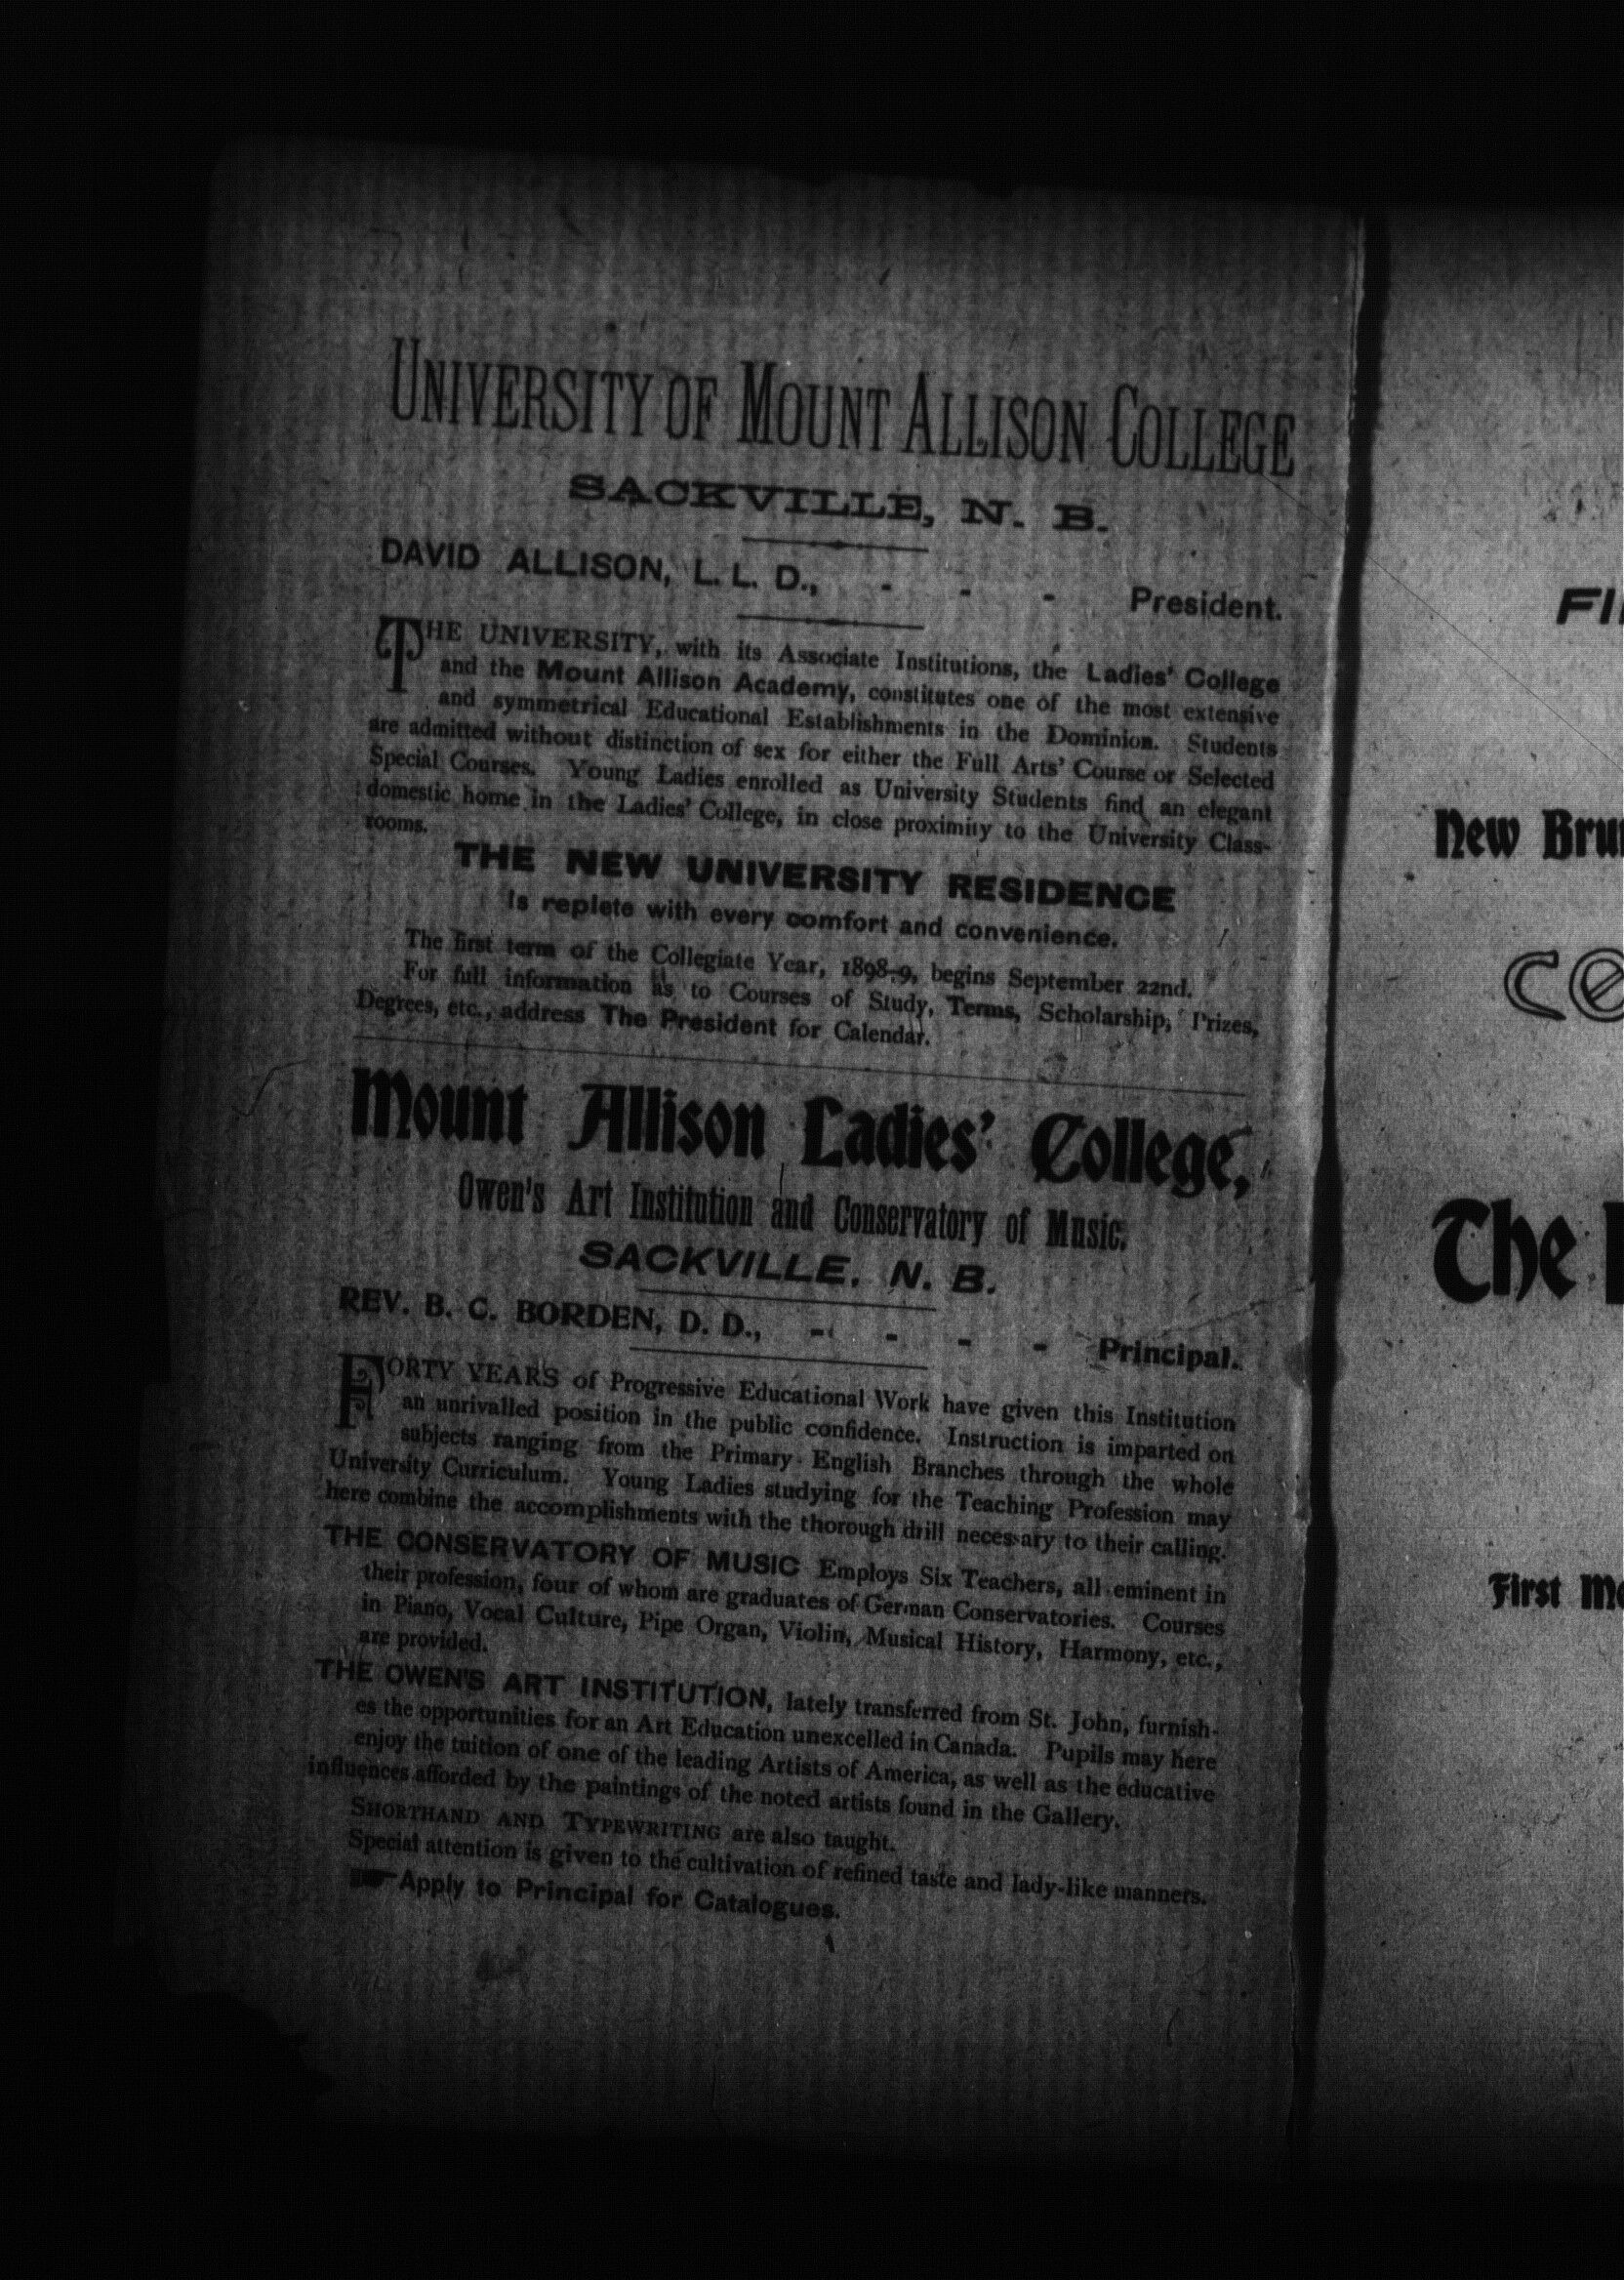 UNIVERSITY OF MOUNT ALLISON COLLEGE
SACKVILLE, N. B.
DAVID ALLISON, L. L. D., - - - President.
THE UNIVERSITY, with its Associate Institutions, the Ladies' College
and the Mount Allison Academy, constitutes one of the most extensive
and symmetrical Educational Establishments in the Dominion. Students
are admitted without distinction of sex for either the Full Arts' Course or Selected
Special Courses. Young Ladies enrolled as University Students find an elegant
domestic home in the Ladies' College, in close proximity to the University Class-
rooms.
THE NEW UNIVERSITY RESIDENCE
Is replete with every comfort and convenience.
The first term of the Collegiate Year, 1898-9, begins September 22nd.
For full information as to Courses of Study, Terms, Scholarship, Prizes,
Degrees, etc., address The President for Calendar.
Mount Allison Ladies' College,
Owen's Art Institution and Conservatory of Music.
SACKVILLE, N. B.
REV. B. C. BORDEN, D. D., - - - - Principal.
FORTY YEARS of Progressive Educational Work have given this Institution
an unrivalled position in the public confidence. Instruction is imparted on
subjects ranging from the Primary English Branches through the whole
University Curriculum. Young Ladies studying for the Teaching Profession may
here combine the accomplishments with the thorough drill necessary to their calling.
THE CONSERVATORY OF MUSIC Employs Six Teachers, all eminent in
their profession, four of whom are graduates of German Conservatories. Courses
in Piano, Vocal Culture, Pipe Organ, Violin, Musical History, Harmony, etc.,
are provided.
THE OWEN'S ART INSTITUTION, lately transferred from St. John, furnish-
es the opportunities for an Art Education unexcelled in Canada. Pupils may here
enjoy the tuition of one of the leading Artists of America, as well as the educative
influences afforded by the paintings of the noted artists found in the Gallery.
SHORTHAND AND TYPEWRITING are also taught.
Special attention is given to the cultivation of refined taste and lady-like manners.
☛Apply to Principal for Catalogues.
New
The
First